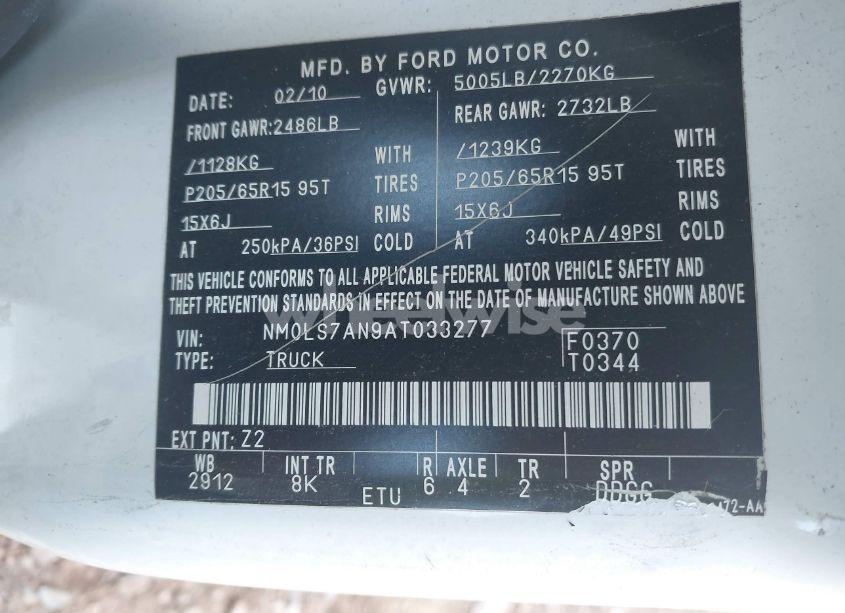 MFD. BY FORD MOTOR CO.
DATE: 02/10 GVWR: 5005LB/2270KG
FRONT GAWR: 2486LB REAR GAWR: 2732LB
/1128KG WITH /1239KG WITH
P205/65R15 95T TIRES P205/65R15 95T TIRES
15X6J RIMS 15X6J RIMS
AT 250kPA/36PSI COLD AT 340kPA/49PSI COLD
THIS VEHICLE CONFORMS TO ALL APPLICABLE FEDERAL MOTOR VEHICLE SAFETY AND
THEFT PREVENTION STANDARDS IN EFFECT ON THE DATE OF MANUFACTURE SHOWN ABOVE
wheelwise
VIN: NM0LS7AN9AT033277 F0370
TYPE: TRUCK T0344
EXT PNT: Z2
WB INT TR R AXLE TR SPR
2912 8K 6 4 2 DDGG
ETU